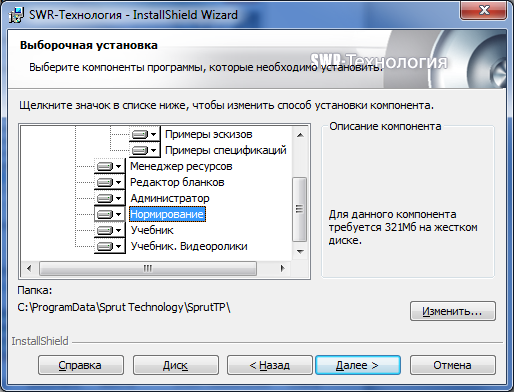 SWR-Технология - InstallShield Wizard
Выборочная установка
Выберите компоненты программы, которые необходимо установить.
SWR-Технология
Щелкните значок в списке ниже, чтобы изменить способ установки компонента.
Примеры эскизов
Примеры спецификаций
Менеджер ресурсов
Редактор бланков
Администратор
Нормирование
Учебник
Учебник. Видеоролики
Описание компонента
Для данного компонента
требуется 321Мб на жестком
диске.
Папка:
C:\ProgramData\Sprut Technology\SprutTP\
Изменить...
InstallShield
Справка
Диск
< Назад
Далее >
Отмена